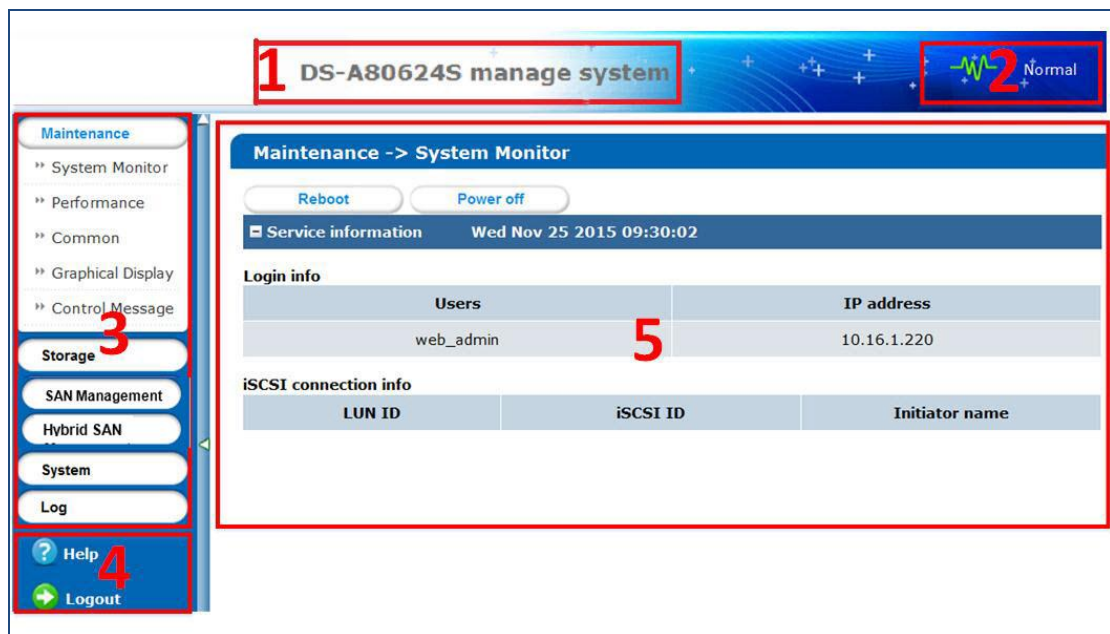 1 DS-A80624S manage system
2 Normal
Maintenance
System Monitor
Performance
Common
Graphical Display
Control Message
3
Storage
SAN Management
Hybrid SAN
System
Log
Help
4
Logout
Maintenance -> System Monitor
Reboot Power off
Service information Wed Nov 25 2015 09:30:02
Login info
Users IP address
web_admin 5 10.16.1.220
iSCSI connection info
LUN ID iSCSI ID Initiator name